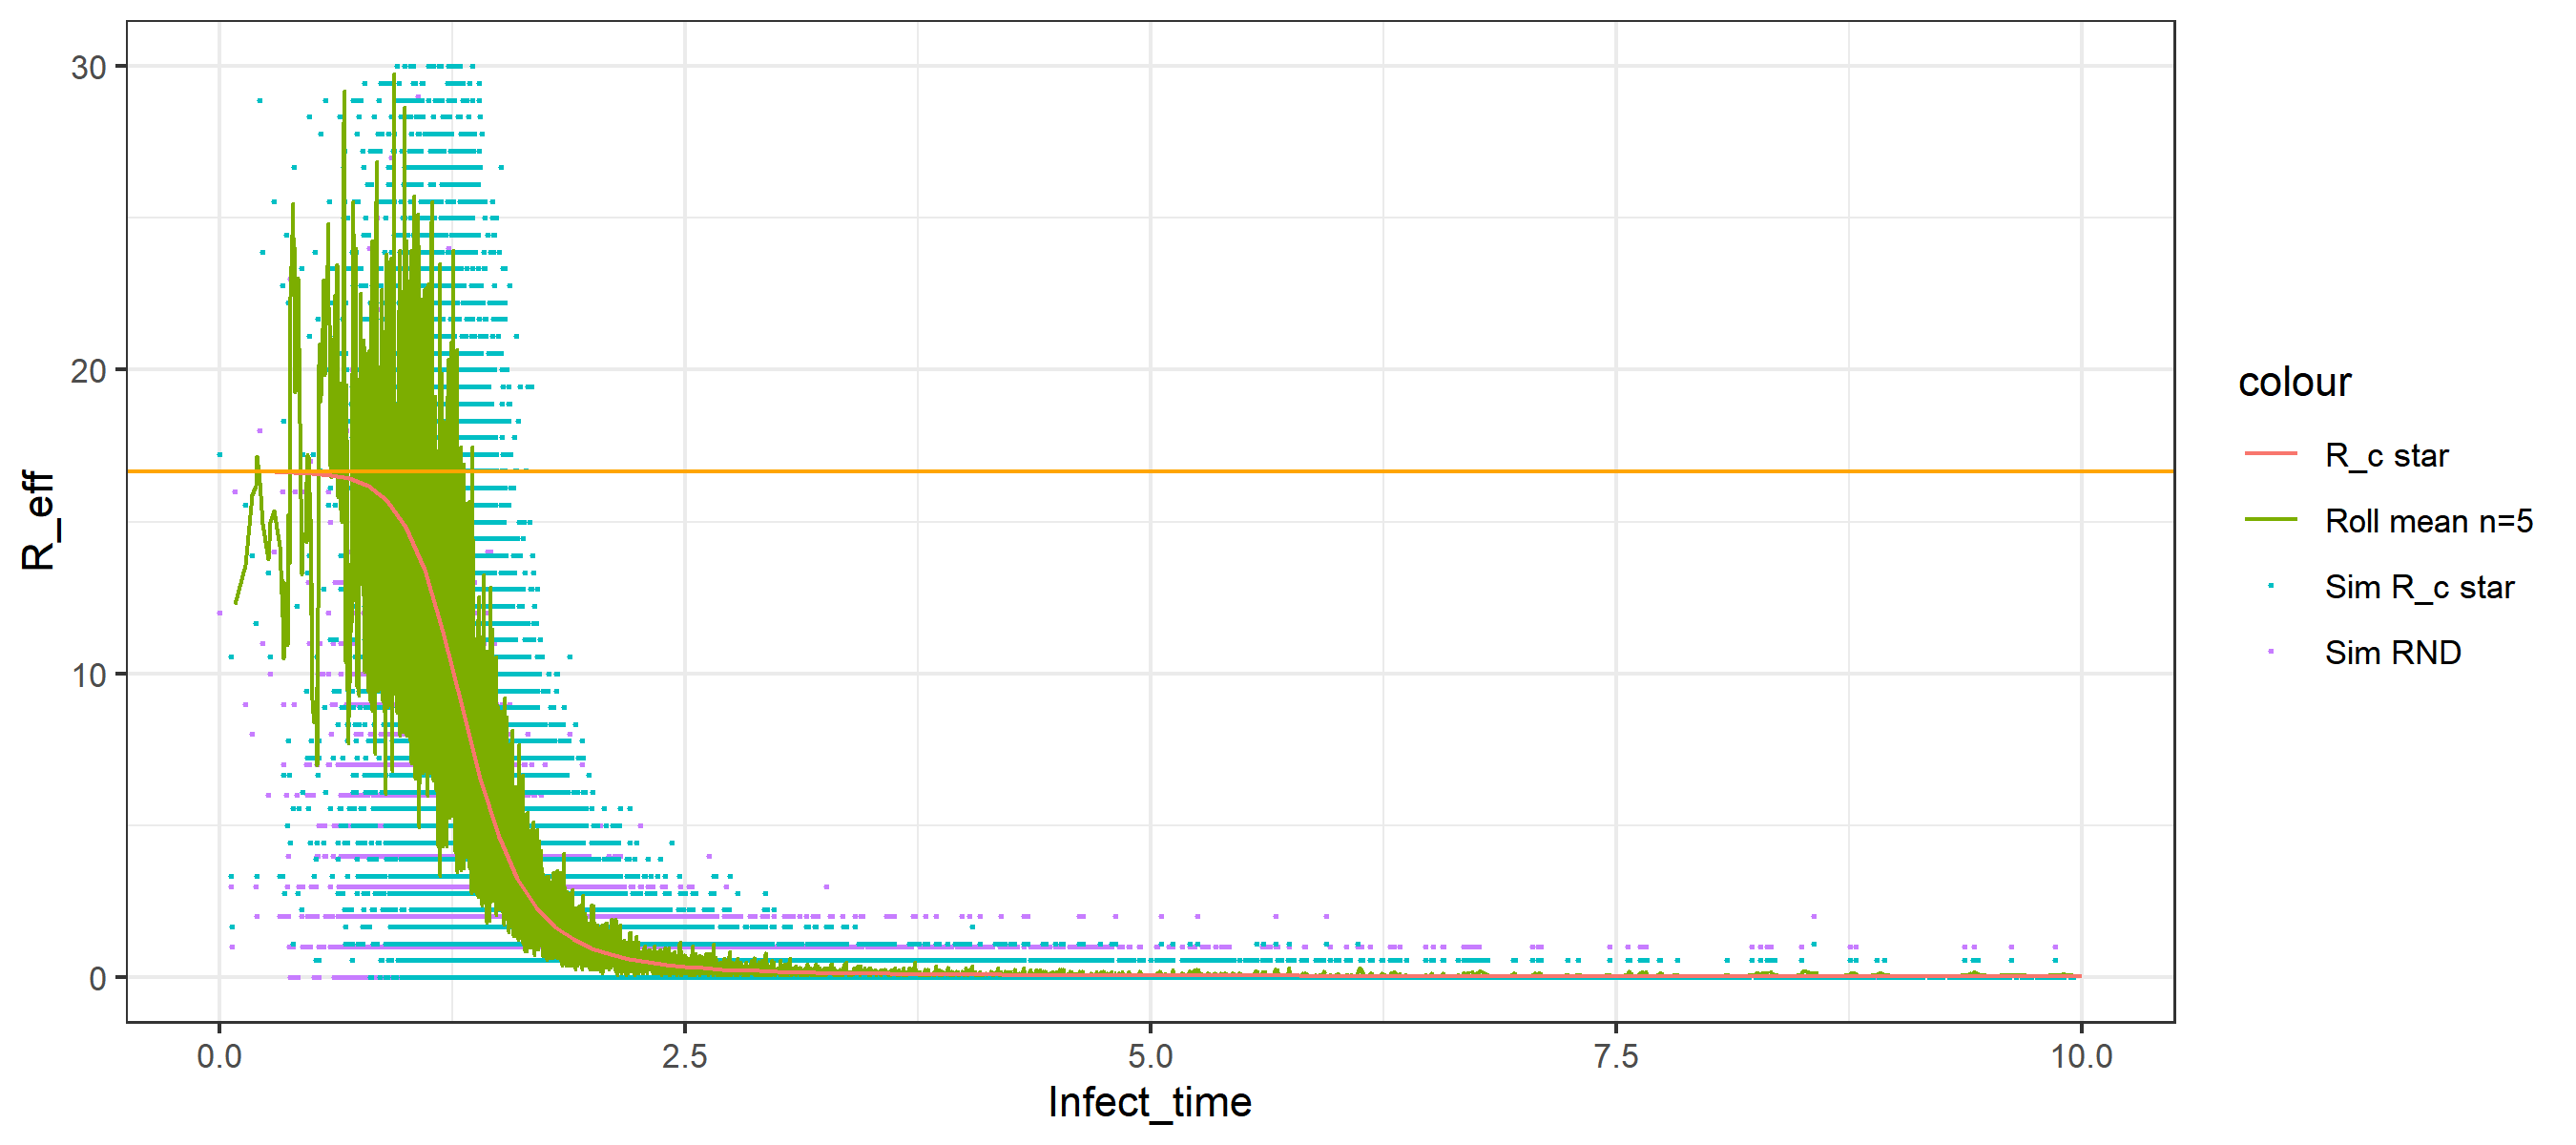 30
20
10
0
R_eff
0.0
2.5
5.0
7.5
10.0
Infect_time
colour
R_c star
Roll mean n=5
Sim R_c star
Sim RND